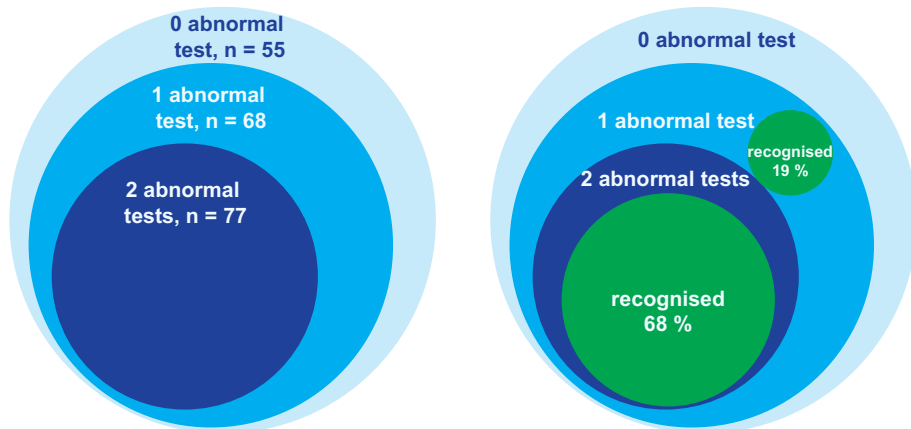 0 abnormal
test, n = 55
1 abnormal
test, n = 68
2 abnormal
tests, n = 77
0 abnormal test
1 abnormal test
recognised
19 %
2 abnormal tests
recognised
68 %